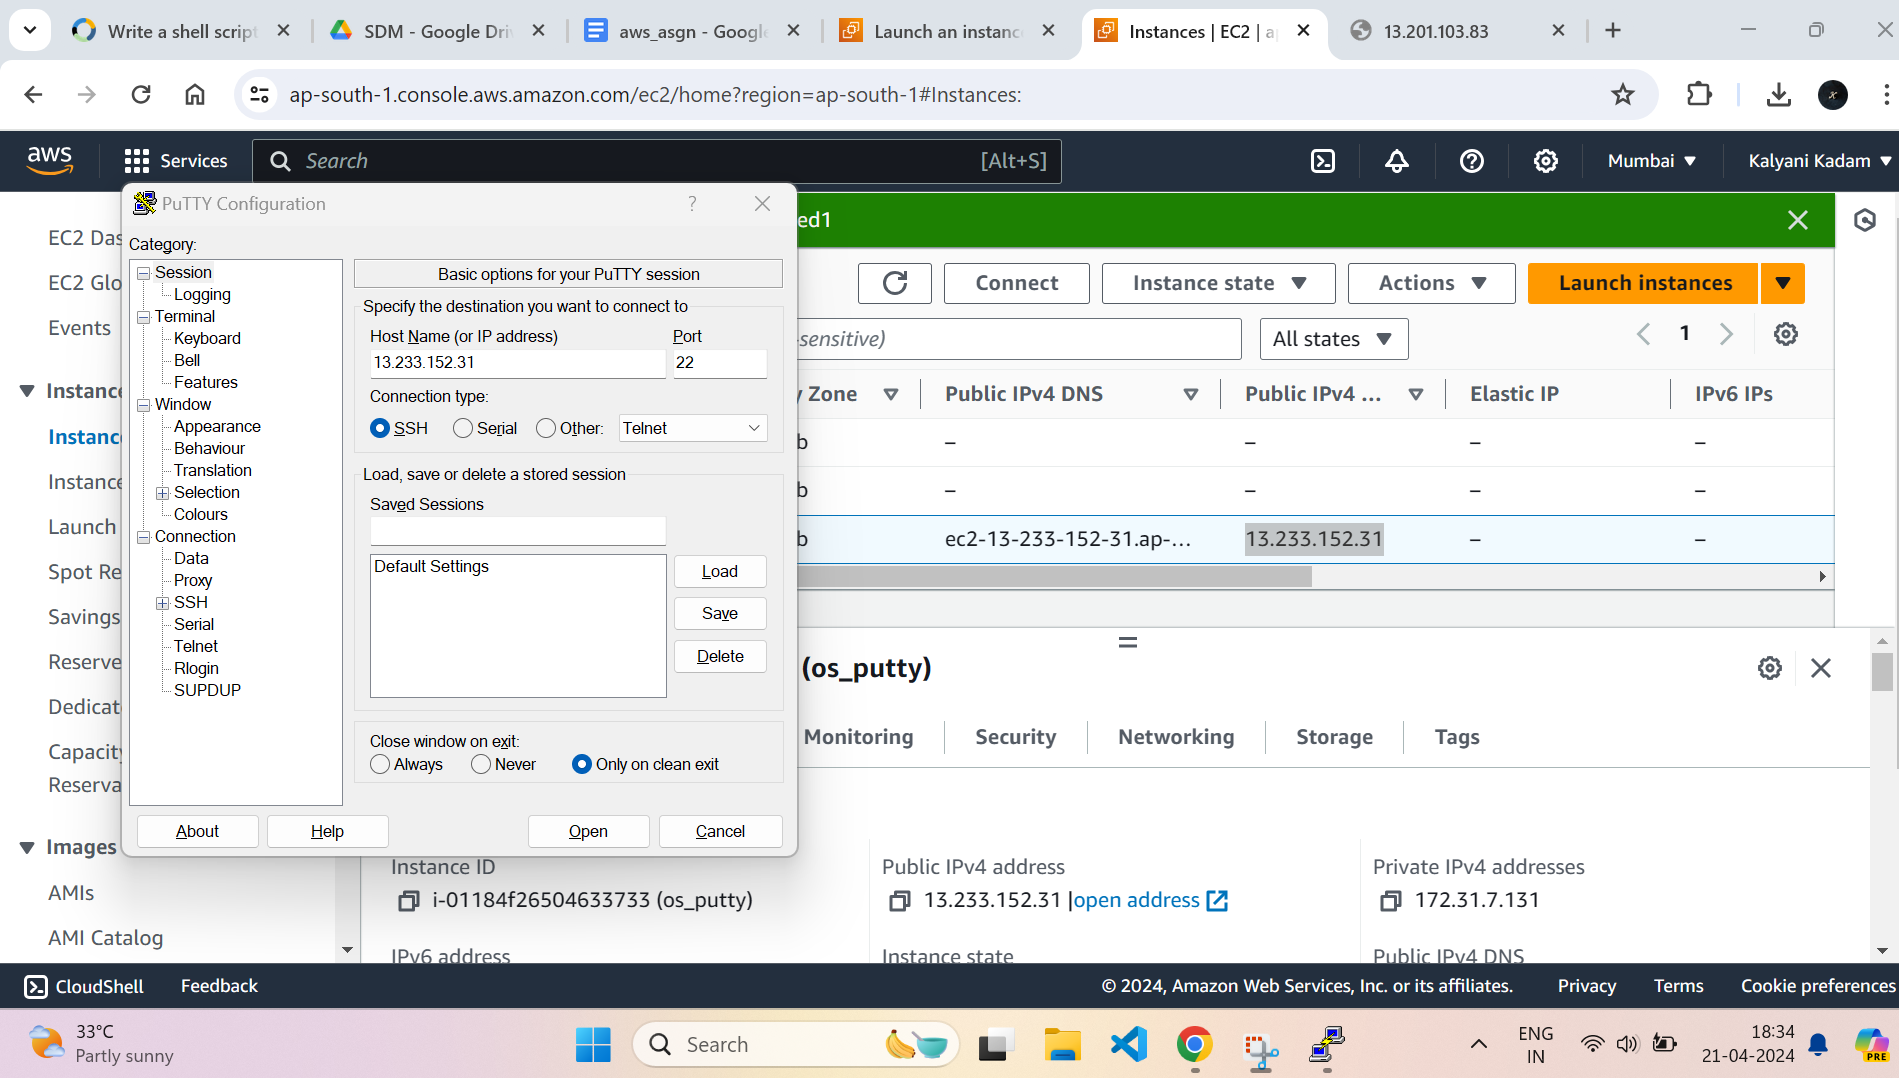 Write a shell script
SDM - Google Dri
aws_asgn - Google
Launch an instanc
Instances | EC2 | a
13.201.103.83
ap-south-1.console.aws.amazon.com/ec2/home?region=ap-south-1#Instances:
aws
Services
Search
[Alt+S]
Mumbai
Kalyani Kadam
PuTTY Configuration
?
Category:
Session
Logging
Terminal
Keyboard
Bell
Features
Window
Appearance
Behaviour
Translation
Selection
Colours
Connection
Data
Proxy
SSH
Serial
Telnet
Rlogin
SUPDUP
Basic options for your PuTTY session
Specify the destination you want to connect to
Host Name (or IP address)
Port
13.233.152.31
22
Connection type:
SSH
Serial
Other:
Telnet
Load, save or delete a stored session
Saved Sessions
Default Settings
Load
Save
Delete
Close window on exit:
Always
Never
Only on clean exit
About
Help
Open
Cancel
EC2 Das
EC2 Glo
Events
Instance
Instanc
Instance
Launch
Spot Re
Savings
Reserve
Dedicat
Capacity
Reserva
Images
AMIs
AMI Catalog
ed1
Connect
Instance state
Actions
Launch instances
-sensitive)
All states
1
y Zone
Public IPv4 DNS
Public IPv4 ...
Elastic IP
IPv6 IPs
b – – – –
b – – – –
b ec2-13-233-152-31.ap-... 13.233.152.31 – –
(os_putty)
Monitoring
Security
Networking
Storage
Tags
Instance ID
i-01184f26504633733 (os_putty)
Public IPv4 address
13.233.152.31 |open address
Private IPv4 addresses
172.31.7.131
IPv6 address
Instance state
Public IPv4 DNS
CloudShell
Feedback
© 2024, Amazon Web Services, Inc. or its affiliates.
Privacy
Terms
Cookie preferences
33°C
Partly sunny
Search
ENG
IN
18:34
21-04-2024
PRE